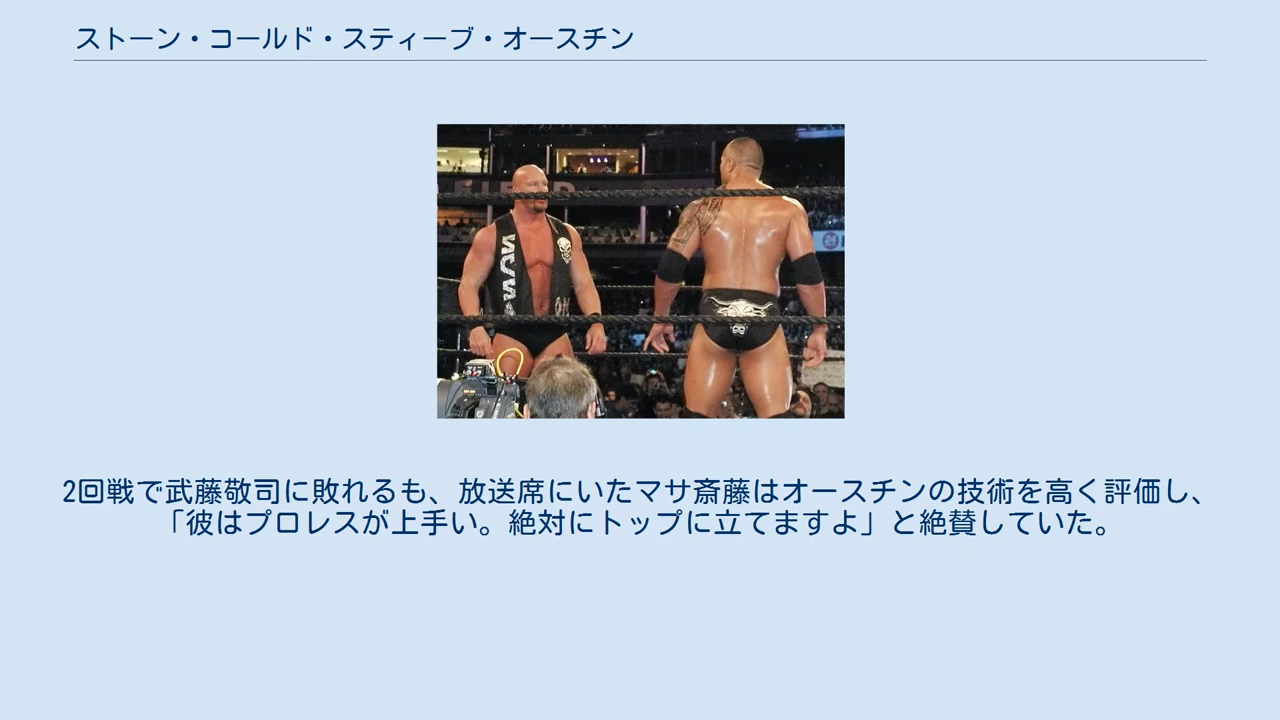 ストーン・コールド・スティーブ・オースチン
2回戦で武藤敬司に敗れるも、放送席にいたマサ斎藤はオースチンの技術を高く評価し、
「彼はプロレスが上手い。絶対にトップに立てますよ」と絶賛していた。